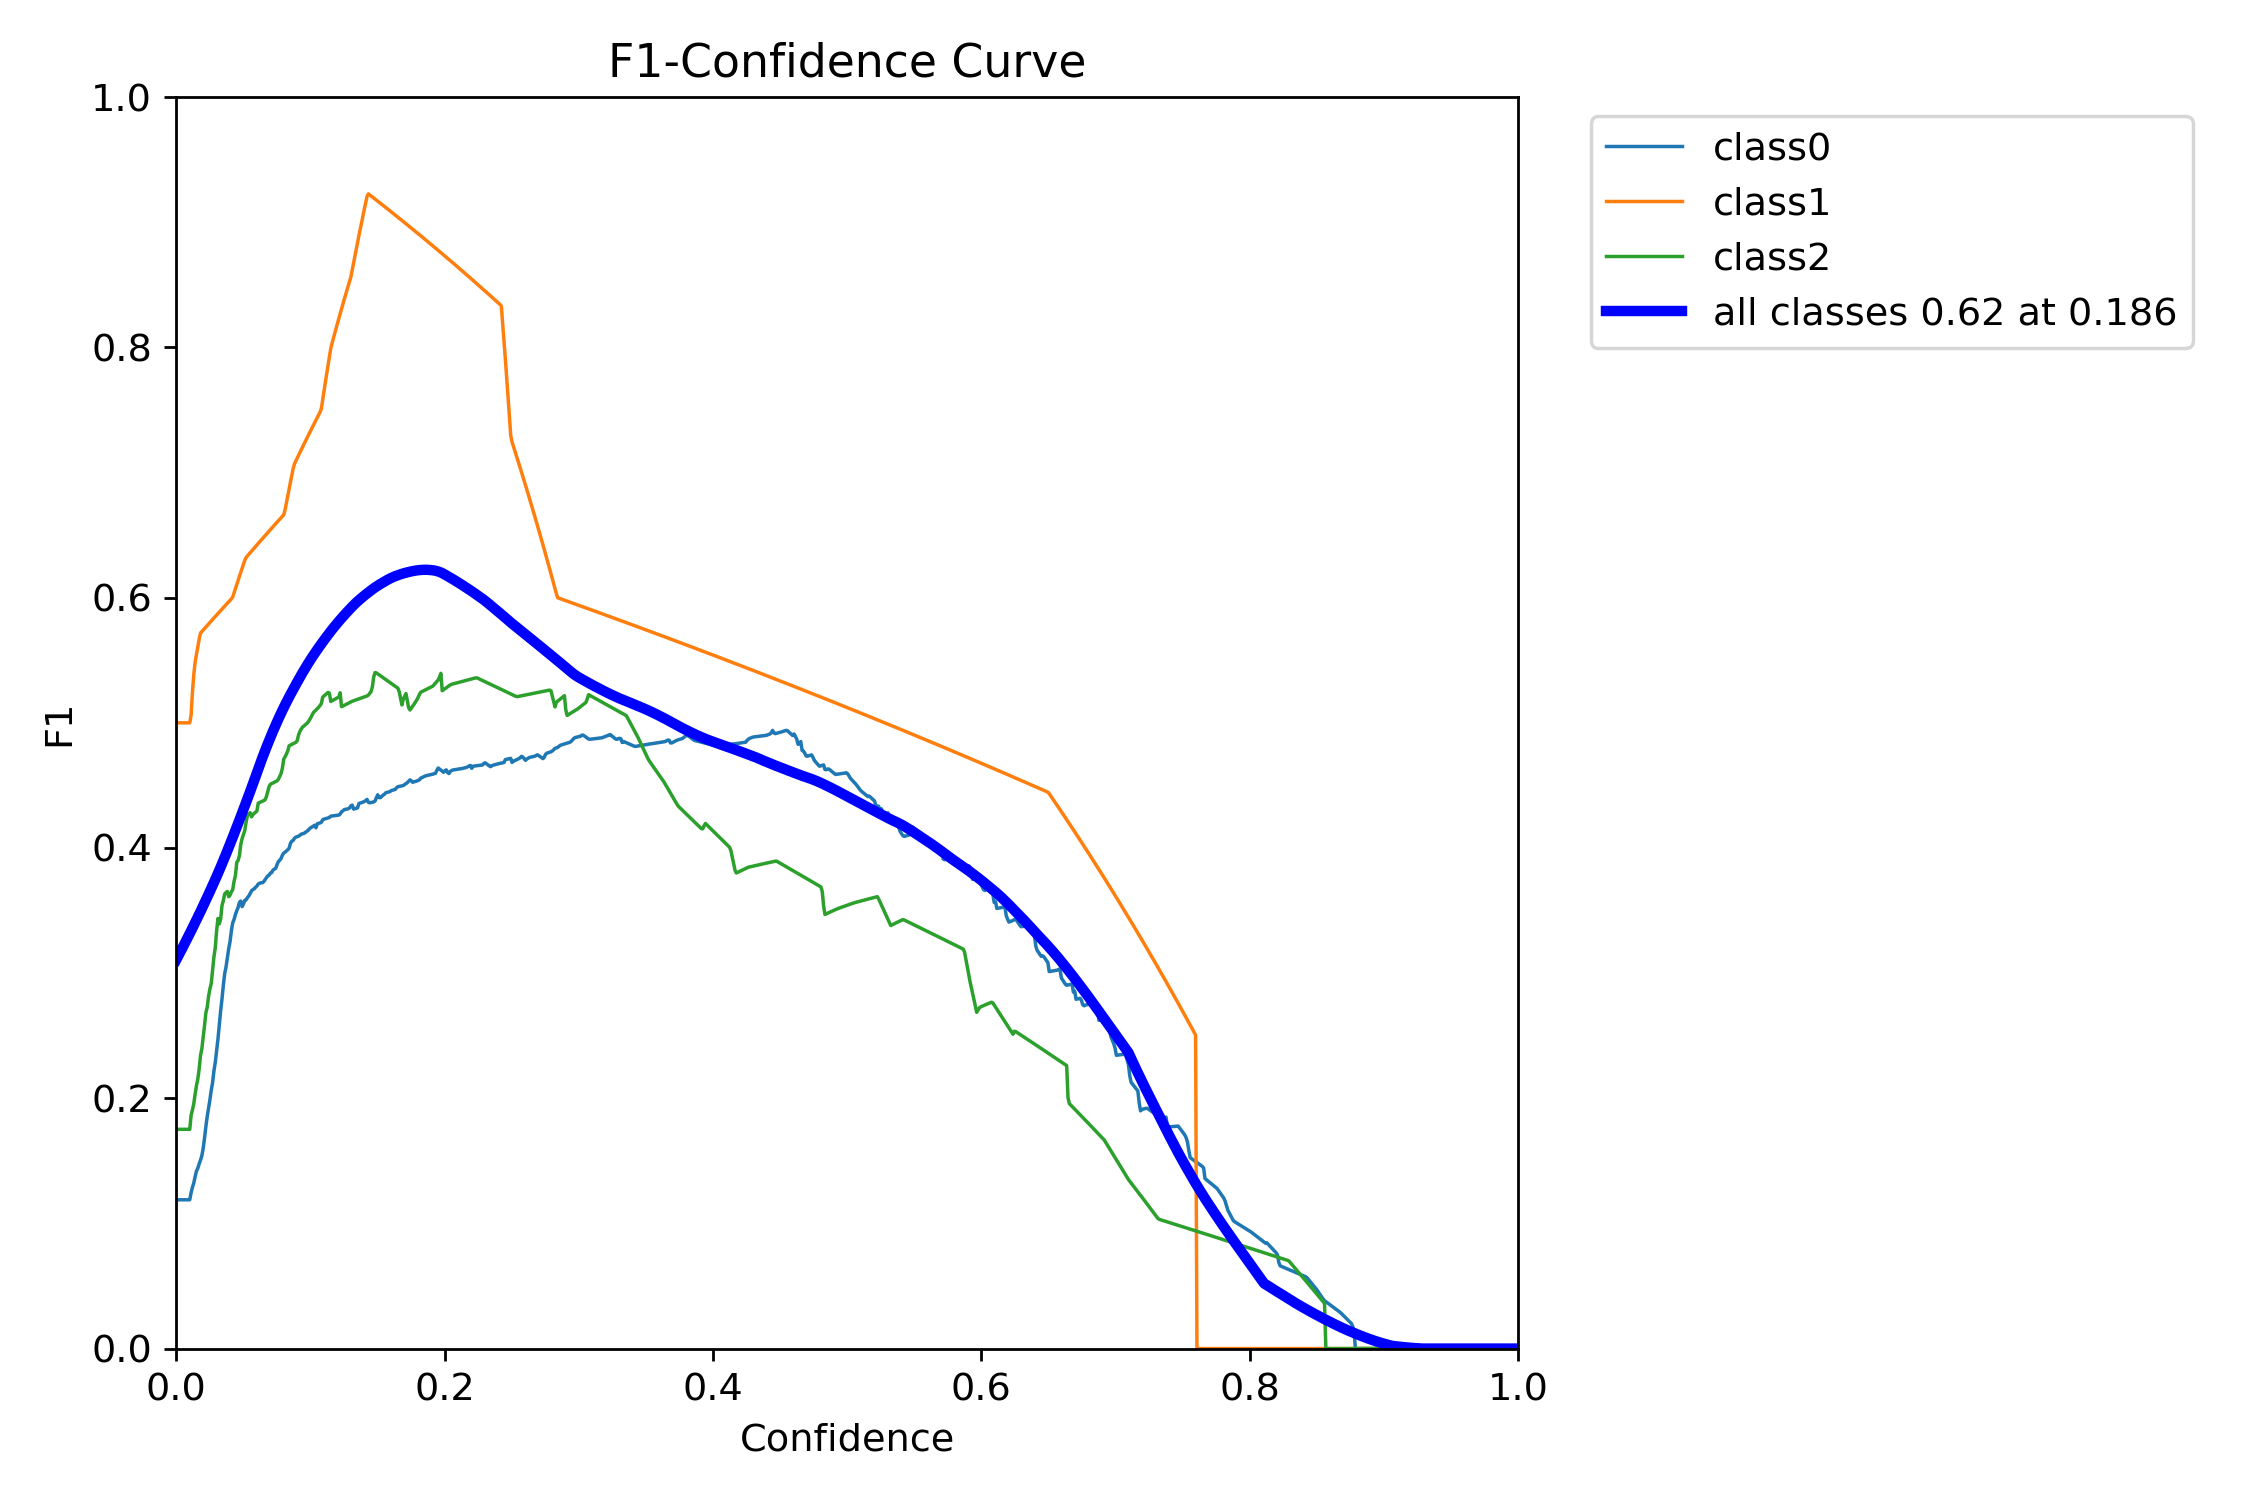 F1-Confidence Curve
1.0
0.8
0.6
0.4
0.2
0.0
F1
0.0 0.2 0.4 0.6 0.8 1.0
Confidence
class0
class1
class2
all classes 0.62 at 0.186